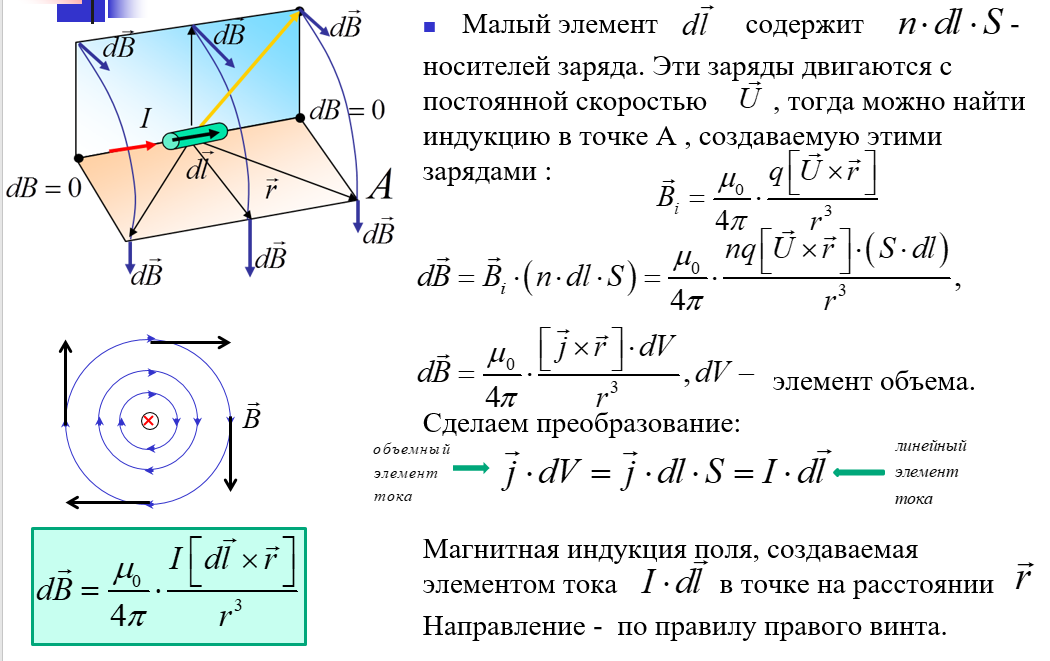 dB⃗
dB⃗
dB⃗
I
dB = 0
dl⃗
dB = 0
r⃗
A
dB⃗
dB⃗
dB⃗
B⃗
dB⃗ = μ₀/4π · I[dl⃗ × r⃗]/r³
Малый элемент dl⃗ содержит n · dl · S -
носителей заряда. Эти заряды двигаются с
постоянной скоростью U⃗ , тогда можно найти
индукцию в точке А , создаваемую этими
зарядами :
B⃗ᵢ = μ₀/4π · q[U⃗ × r⃗]/r³
dB⃗ = B⃗ᵢ · (n · dl · S) = μ₀/4π · nq[U⃗ × r⃗] · (S · dl)/r³,
dB⃗ = μ₀/4π · [j⃗ × r⃗] · dV/r³, dV − элемент объема.
Сделаем преобразование:
объемный
элемент
тока
j⃗ · dV = j⃗ · dl · S = I · dl⃗
линейный
элемент
тока
Магнитная индукция поля, создаваемая
элементом тока I · dl⃗ в точке на расстоянии r⃗
Направление - по правилу правого винта.